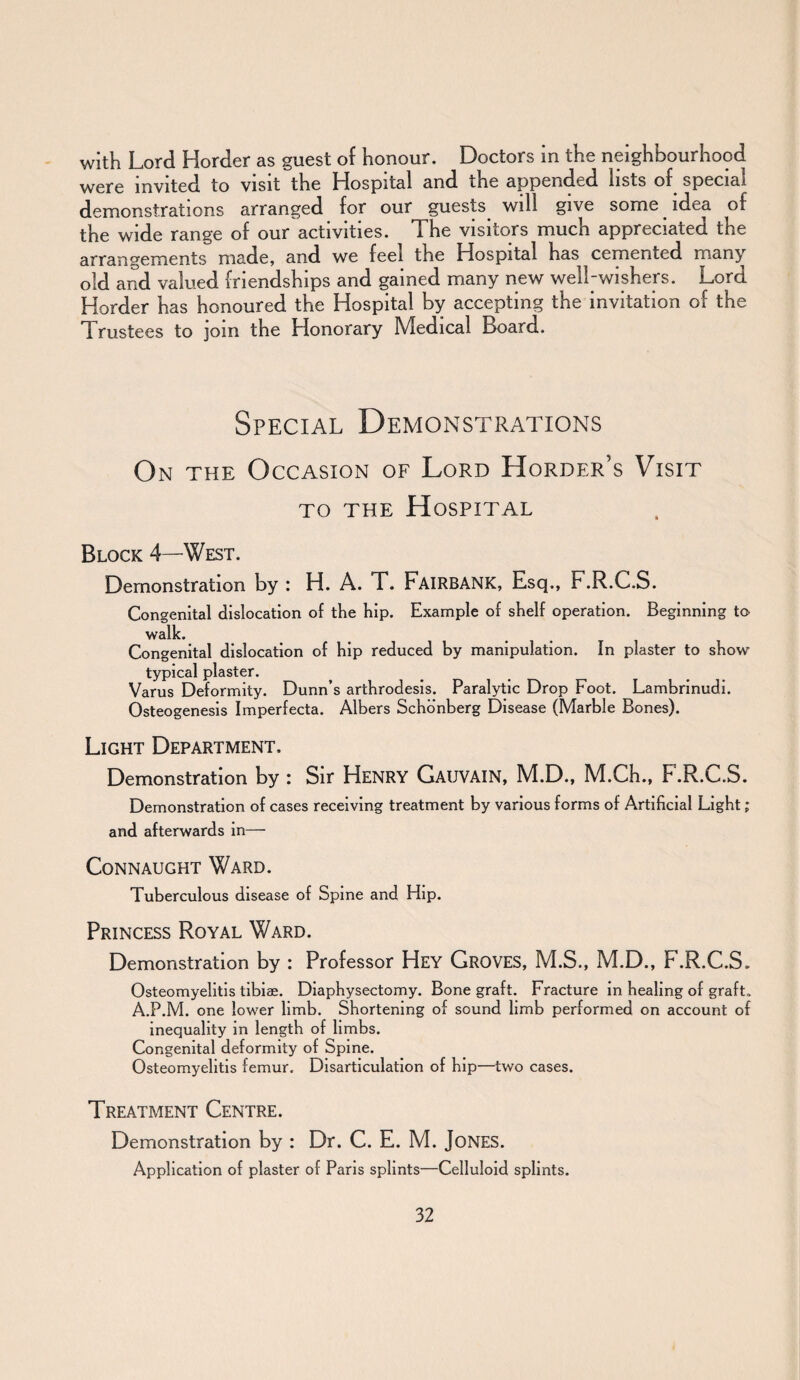 with Lord Horder as guest of honour. Doctors in the neighbourhood
were invited to visit the Hospital and the appended lists of special
demonstrations arranged for our guests will give some idea of
the wide range of our activities. The visitors much appreciated the
arrangements made, and we feel the Hospital has cemented many
old and valued friendships and gained many new well-wishers. Lord
Horder has honoured the Hospital by accepting the invitation of the
Trustees to join the Honorary Medical Board.
Special Demonstrations
On the Occasion of Lord Horder's Visit
to the Hospital
Block 4—West.
Demonstration by : H. A. T. Fairbank, Esq., F.R.C.S.
Congenital dislocation of the hip. Example of shelf operation. Beginning to
walk.
Congenital dislocation of hip reduced by manipulation. In plaster to show
typical plaster.
Varus Deformity. Dunn's arthrodesis. Paralytic Drop Foot. Lambrinudi.
Osteogenesis Imperfecta. Albers Schönberg Disease (Marble Bones).
Light Department.
Demonstration by : Sir Henry Gauvain, M.D., M.Ch., F.R.C.S.
Demonstration of cases receiving treatment by various forms of Artificial Light ;
and afterwards in—
Connaught Ward.
Tuberculous disease of Spine and Hip.
Princess Royal Ward.
Demonstration by : Professor Hey Groves, M.S., M.D., F.R.C.S.
Osteomyelitis tibiæ. Diaphysectomy. Bone graft. Fracture in healing of graft.
A.P.M. one lower limb. Shortening of sound limb performed on account of
inequality in length of limbs.
Congenital deformity of Spine.
Osteomyelitis femur. Disarticulation of hip—two cases.
Treatment Centre.
Demonstration by : Dr. C. E. M. Jones.
Application of plaster of Paris splints—Celluloid splints.
32